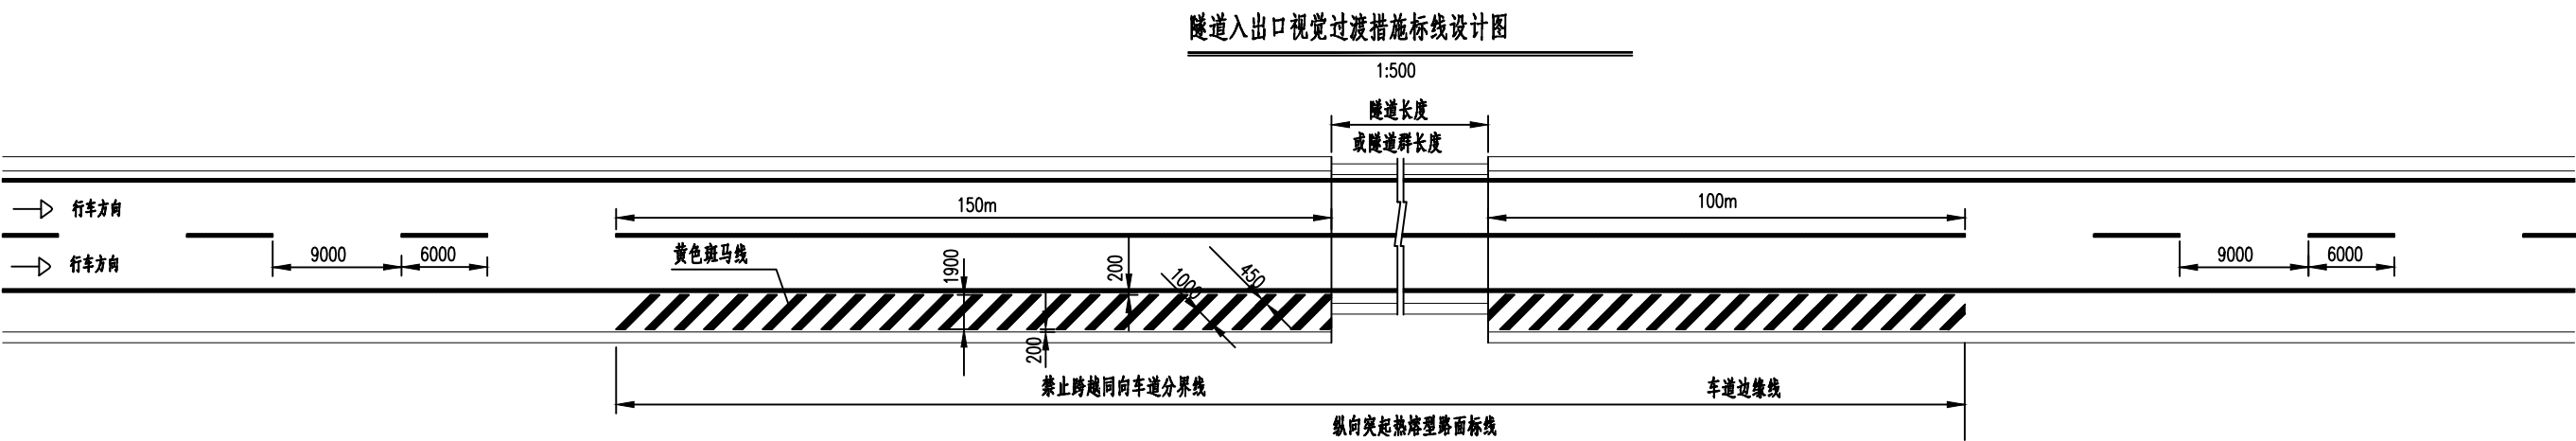 隧道入出口视觉过渡措施标线设计图
1:500
隧道长度
或隧道群长度
行车方向
150m
100m
9000
6000
行车方向
黄色斑马线
1900
200
1000
450
9000
6000
200
禁止跨越同向车道分界线
车道边缘线
纵向突起热熔型路面标线